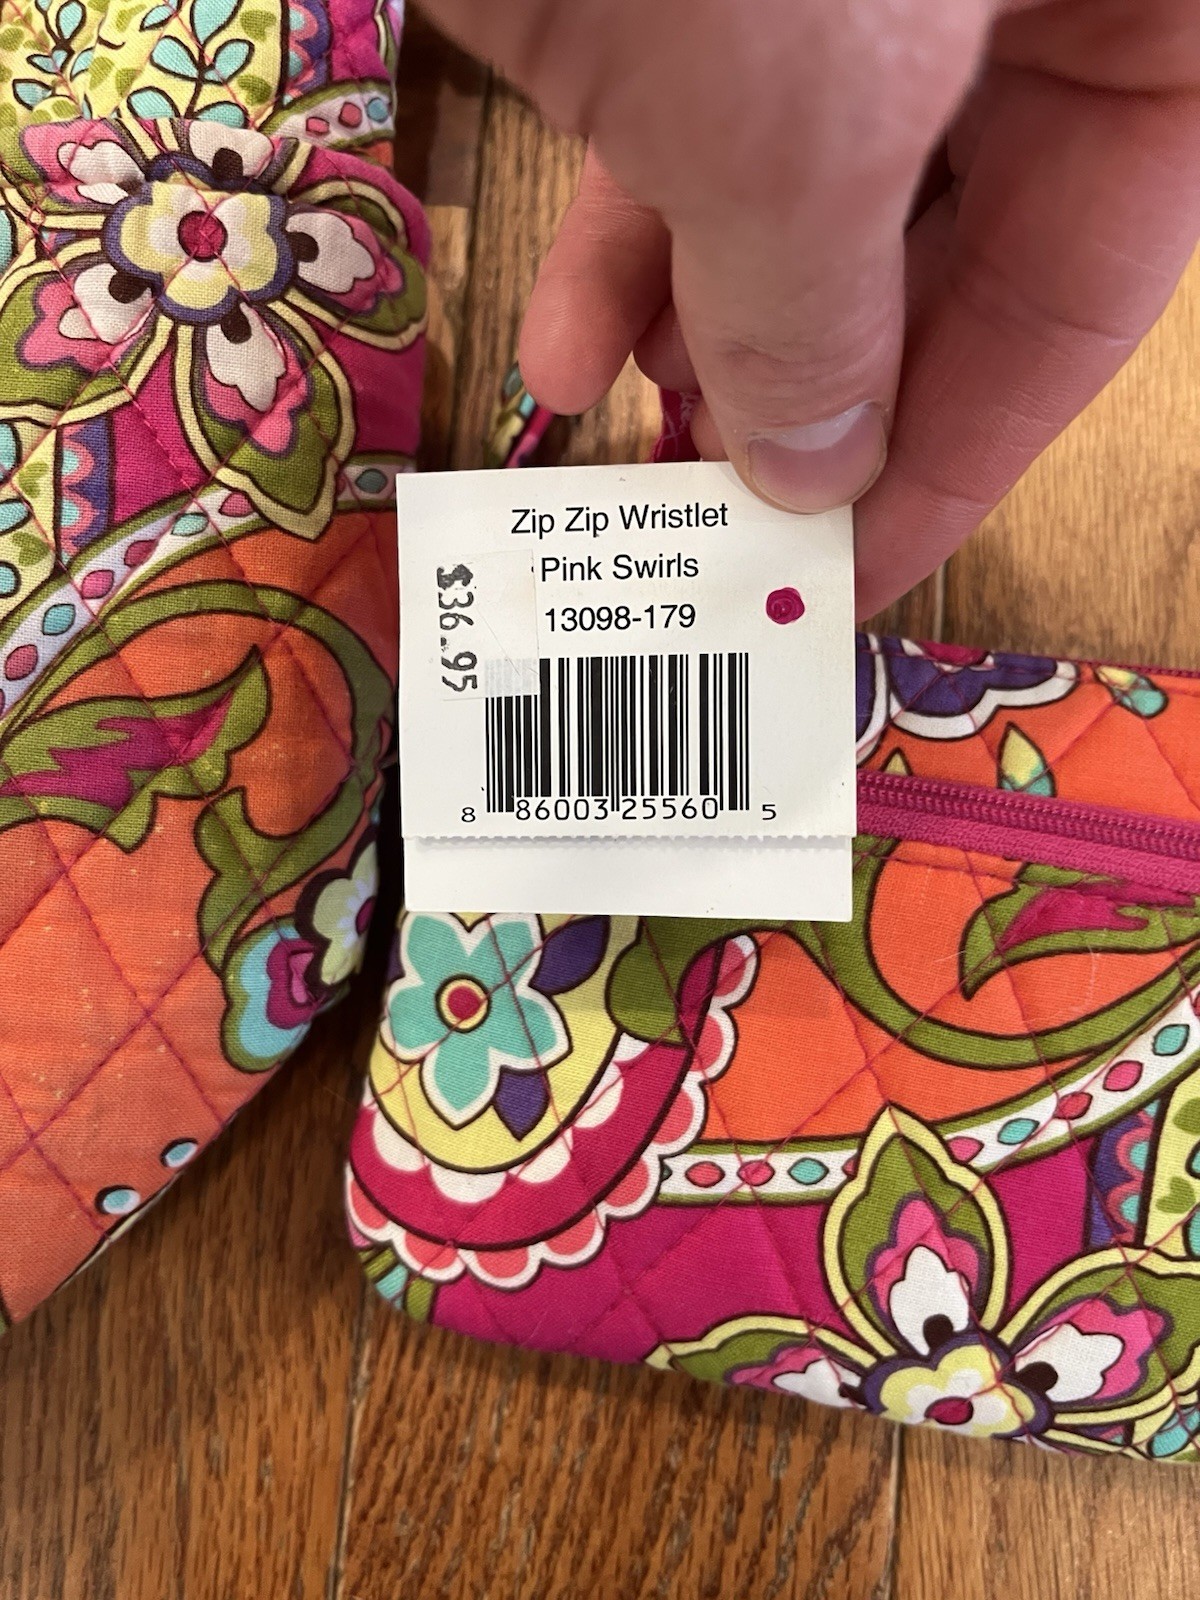 Zip Zip Wristlet
Pink Swirls
13098-179
$36.95
8 86003 25560 5